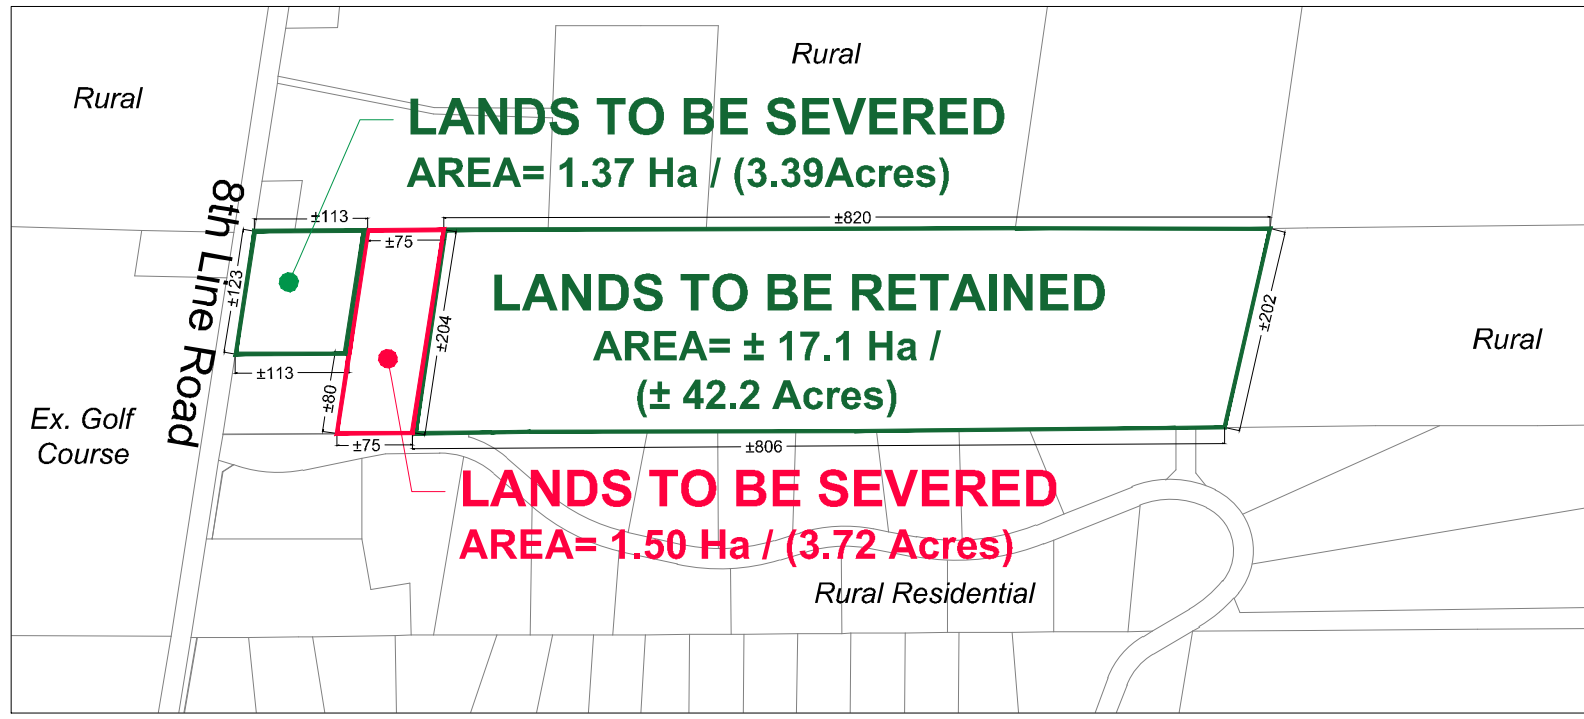 Rural
Rural
LANDS TO BE SEVERED
AREA= 1.37 Ha / (3.39Acres)
8th Line Road
±113
±820
±75
±123
LANDS TO BE RETAINED
AREA= ± 17.1 Ha /
(± 42.2 Acres)
±204
±202
Rural
±113
±80
Ex. Golf
Course
±75
±806
LANDS TO BE SEVERED
AREA= 1.50 Ha / (3.72 Acres)
Rural Residential